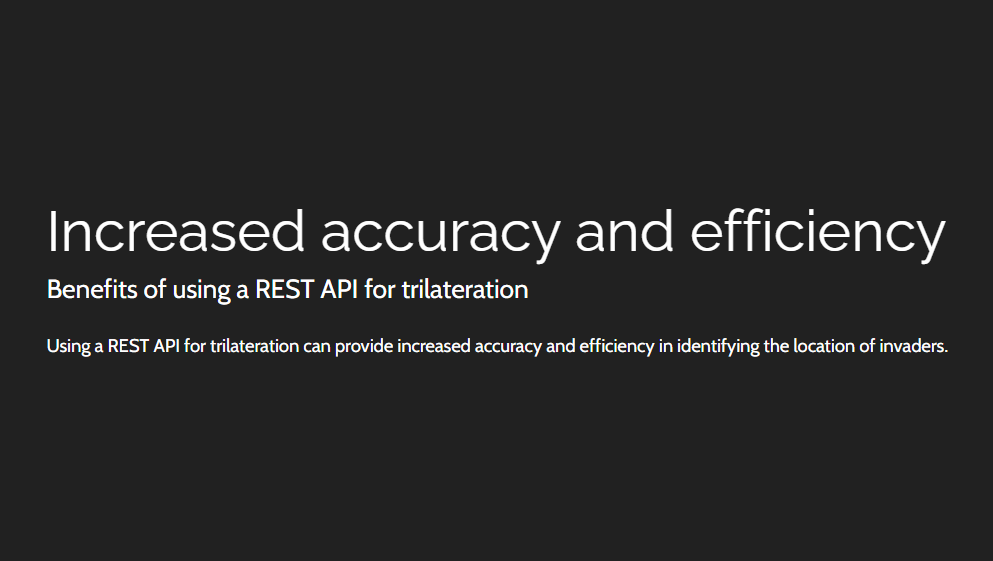 Increased accuracy and efficiency
Benefits of using a REST API for trilateration
Using a REST API for trilateration can provide increased accuracy and efficiency in identifying the location of invaders.